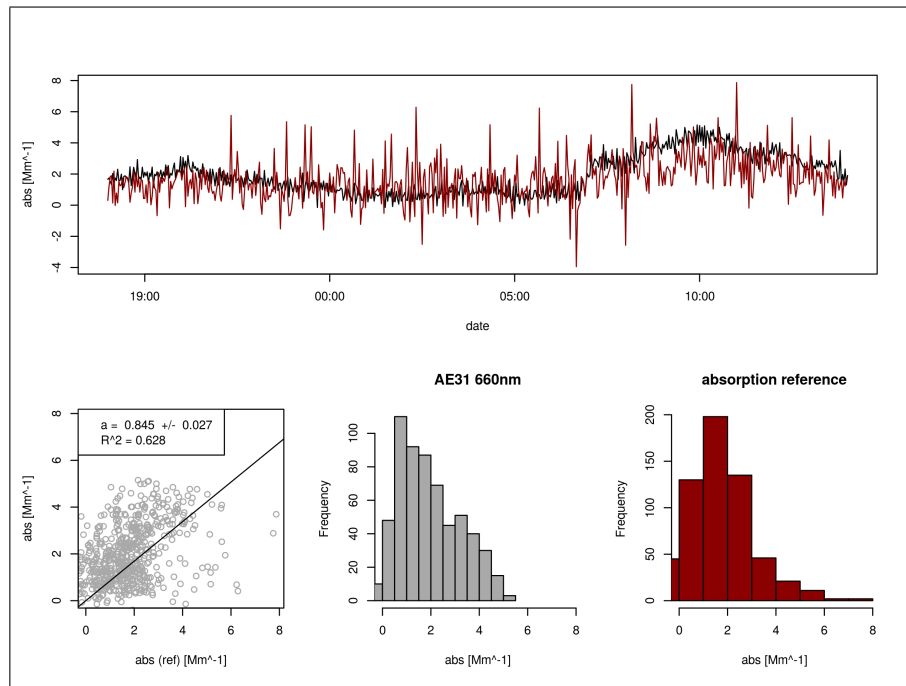 8
6
4
2
0
-2
-4
abs [Mm^-1]
19:00 00:00 05:00 10:00
date
a = 0.845 +/- 0.027
R^2 = 0.628
8
6
4
2
0
abs [Mm^-1]
0 2 4 6 8
abs (ref) [Mm^-1]
AE31 660nm
100
80
60
40
20
0
Frequency
0 2 4 6 8
abs [Mm^-1]
absorption reference
200
150
100
50
0
Frequency
0 2 4 6 8
abs [Mm^-1]